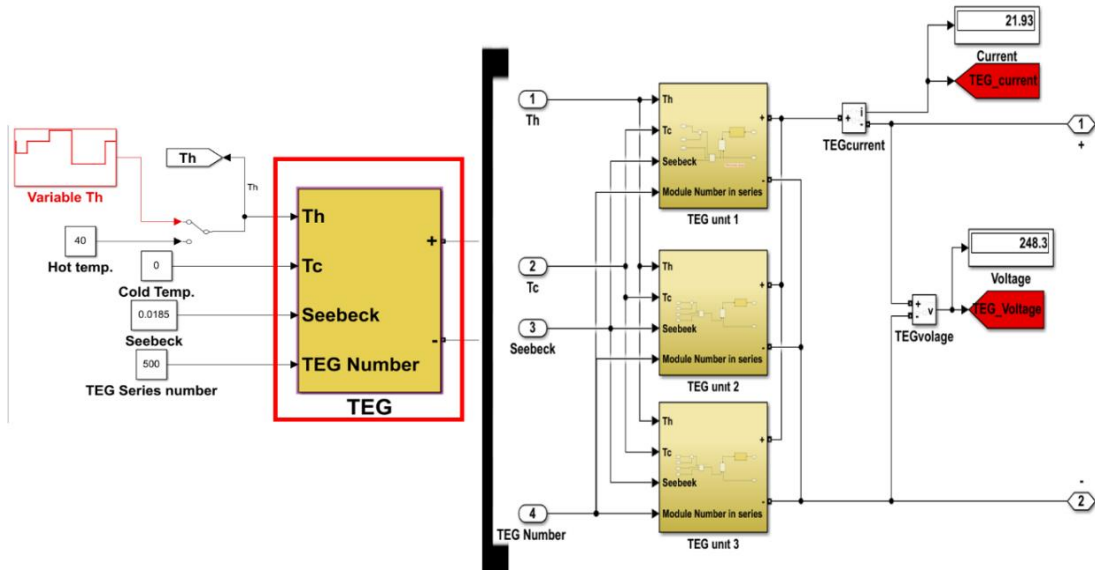 Variable Th
Th
Th
40
Hot temp.
0
Cold Temp.
0.0185
Seebeck
500
TEG Series number
Th
Tc
Seebeck
TEG Number
+
-
TEG
1
Th
2
Tc
3
Seebeck
4
TEG Number
Th
Tc
Seebeck
Module Number in series
+
-
TEG unit 1
Th
Tc
Seebeek
Module Number in series
+
-
TEG unit 2
Th
Tc
Seebeek
Module Number in series
+
-
TEG unit 3
+
i
-
TEGcurrent
21.93
Current
TEG_current
1
+
248.3
Voltage
TEG_Voltage
+
-
v
TEGvolage
-
2